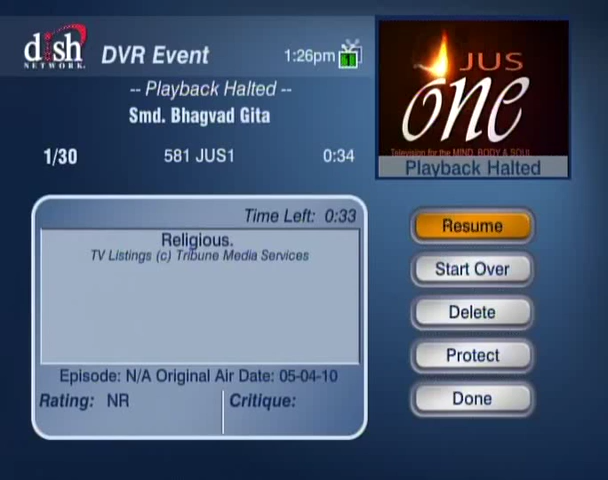 dish
NETWORK.
DVR Event
1:26pm
1
-- Playback Halted --
Smd. Bhagvad Gita
1/30 581 JUS1 0:34
JUS
one
Television for the MIND, BODY & SOUL
Playback Halted
Time Left: 0:33
Religious.
TV Listings (c) Tribune Media Services
Episode: N/A Original Air Date: 05-04-10
Rating: NR Critique:
Resume
Start Over
Delete
Protect
Done